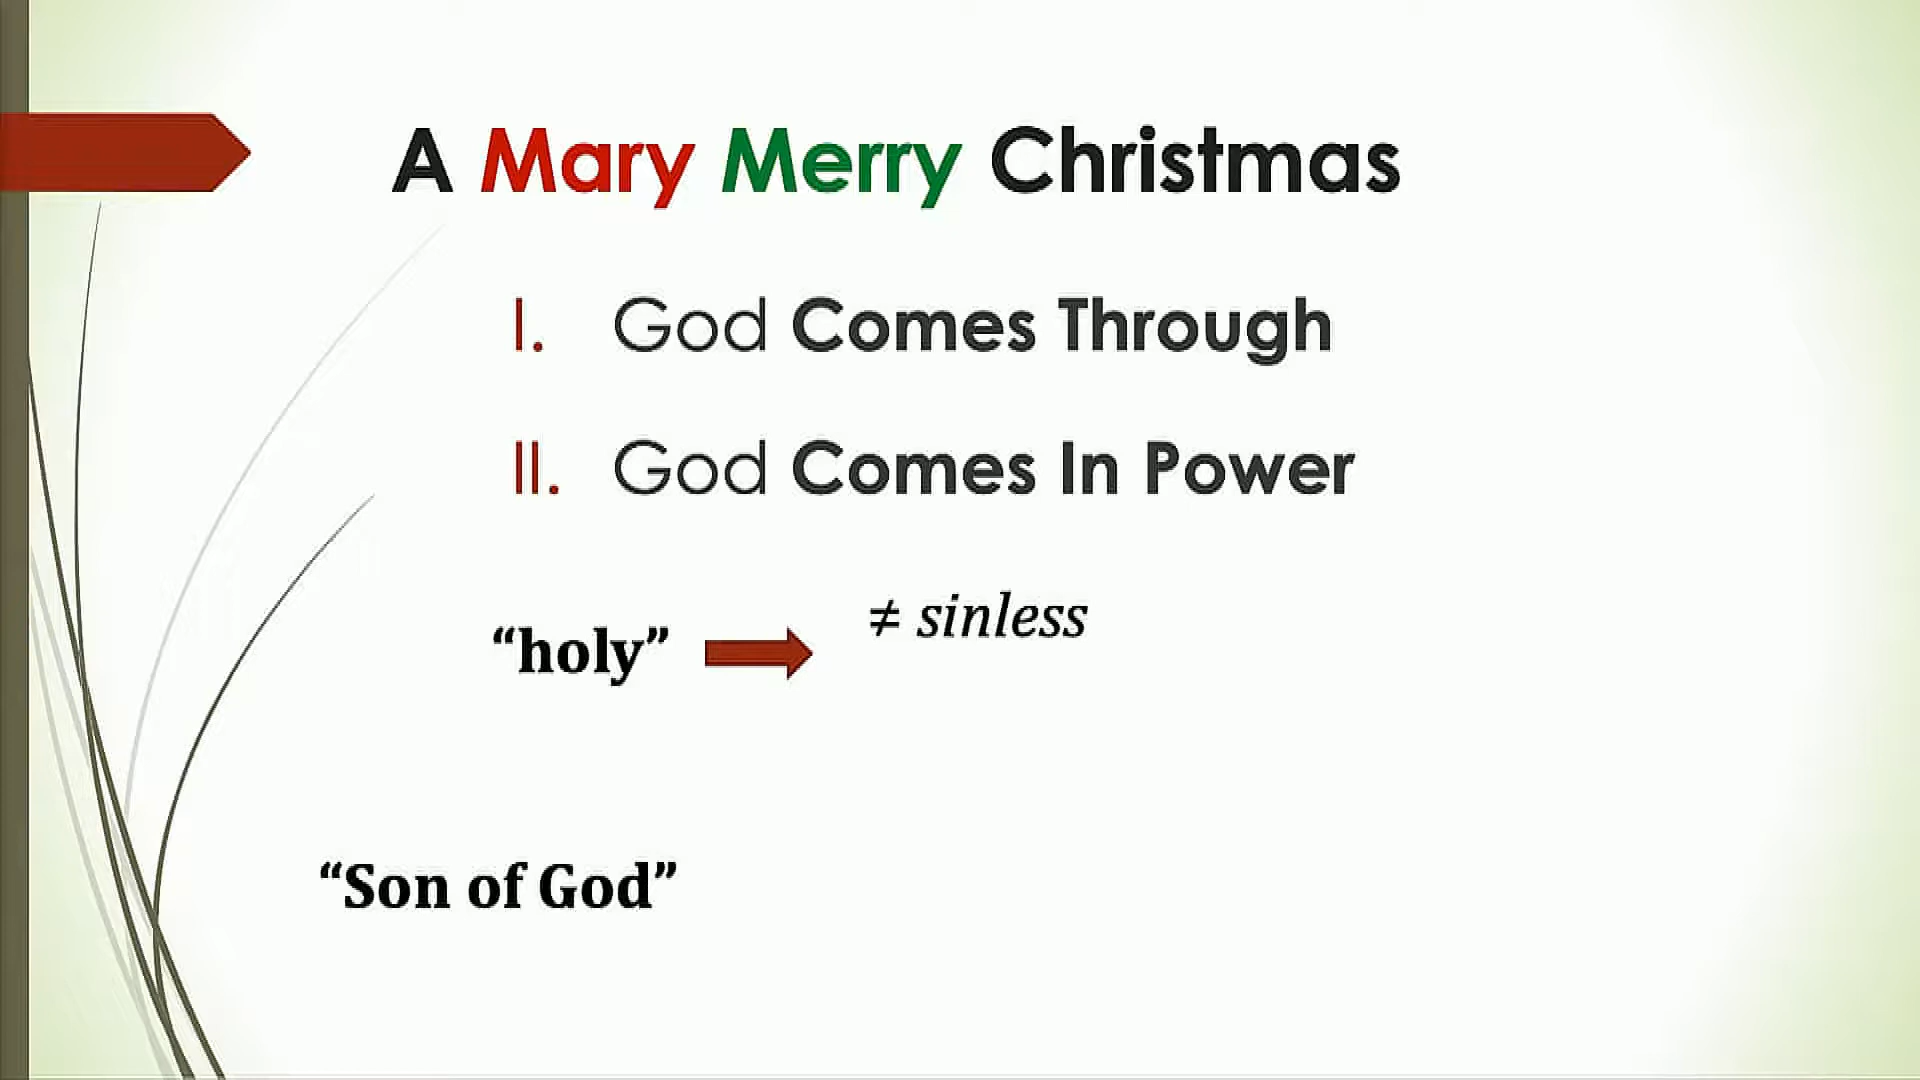 A Mary Merry Christmas
I. God Comes Through
II. God Comes In Power
≠ sinless
“holy”
“Son of God”